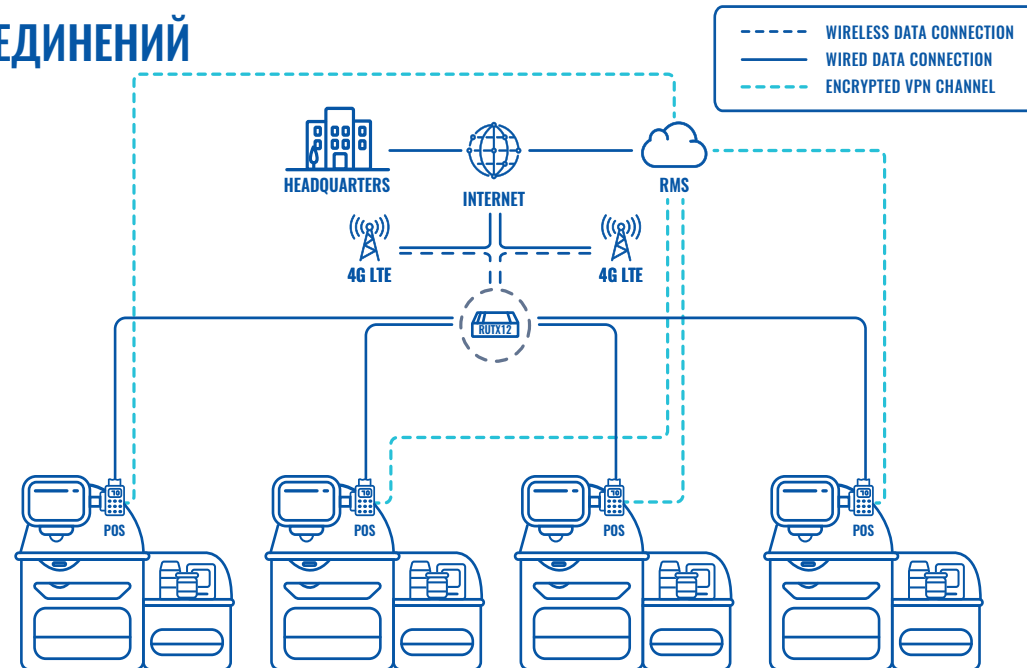 ЕДИНЕНИЙ
WIRELESS DATA CONNECTION
WIRED DATA CONNECTION
ENCRYPTED VPN CHANNEL
HEADQUARTERS
INTERNET
RMS
4G LTE
4G LTE
RUTX12
POS
POS
POS
POS